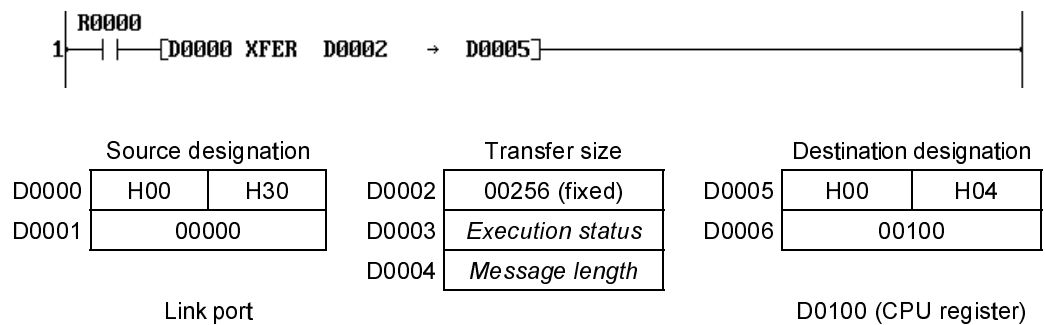 R0000
1 [D0000 XFER D0002 → D0005]
Source designation Transfer size Destination designation
D0000 H00 H30 D0002 00256 (fixed) D0005 H00 H04
D0001 00000 D0003 Execution status D0006 00100
D0004 Message length
Link port D0100 (CPU register)